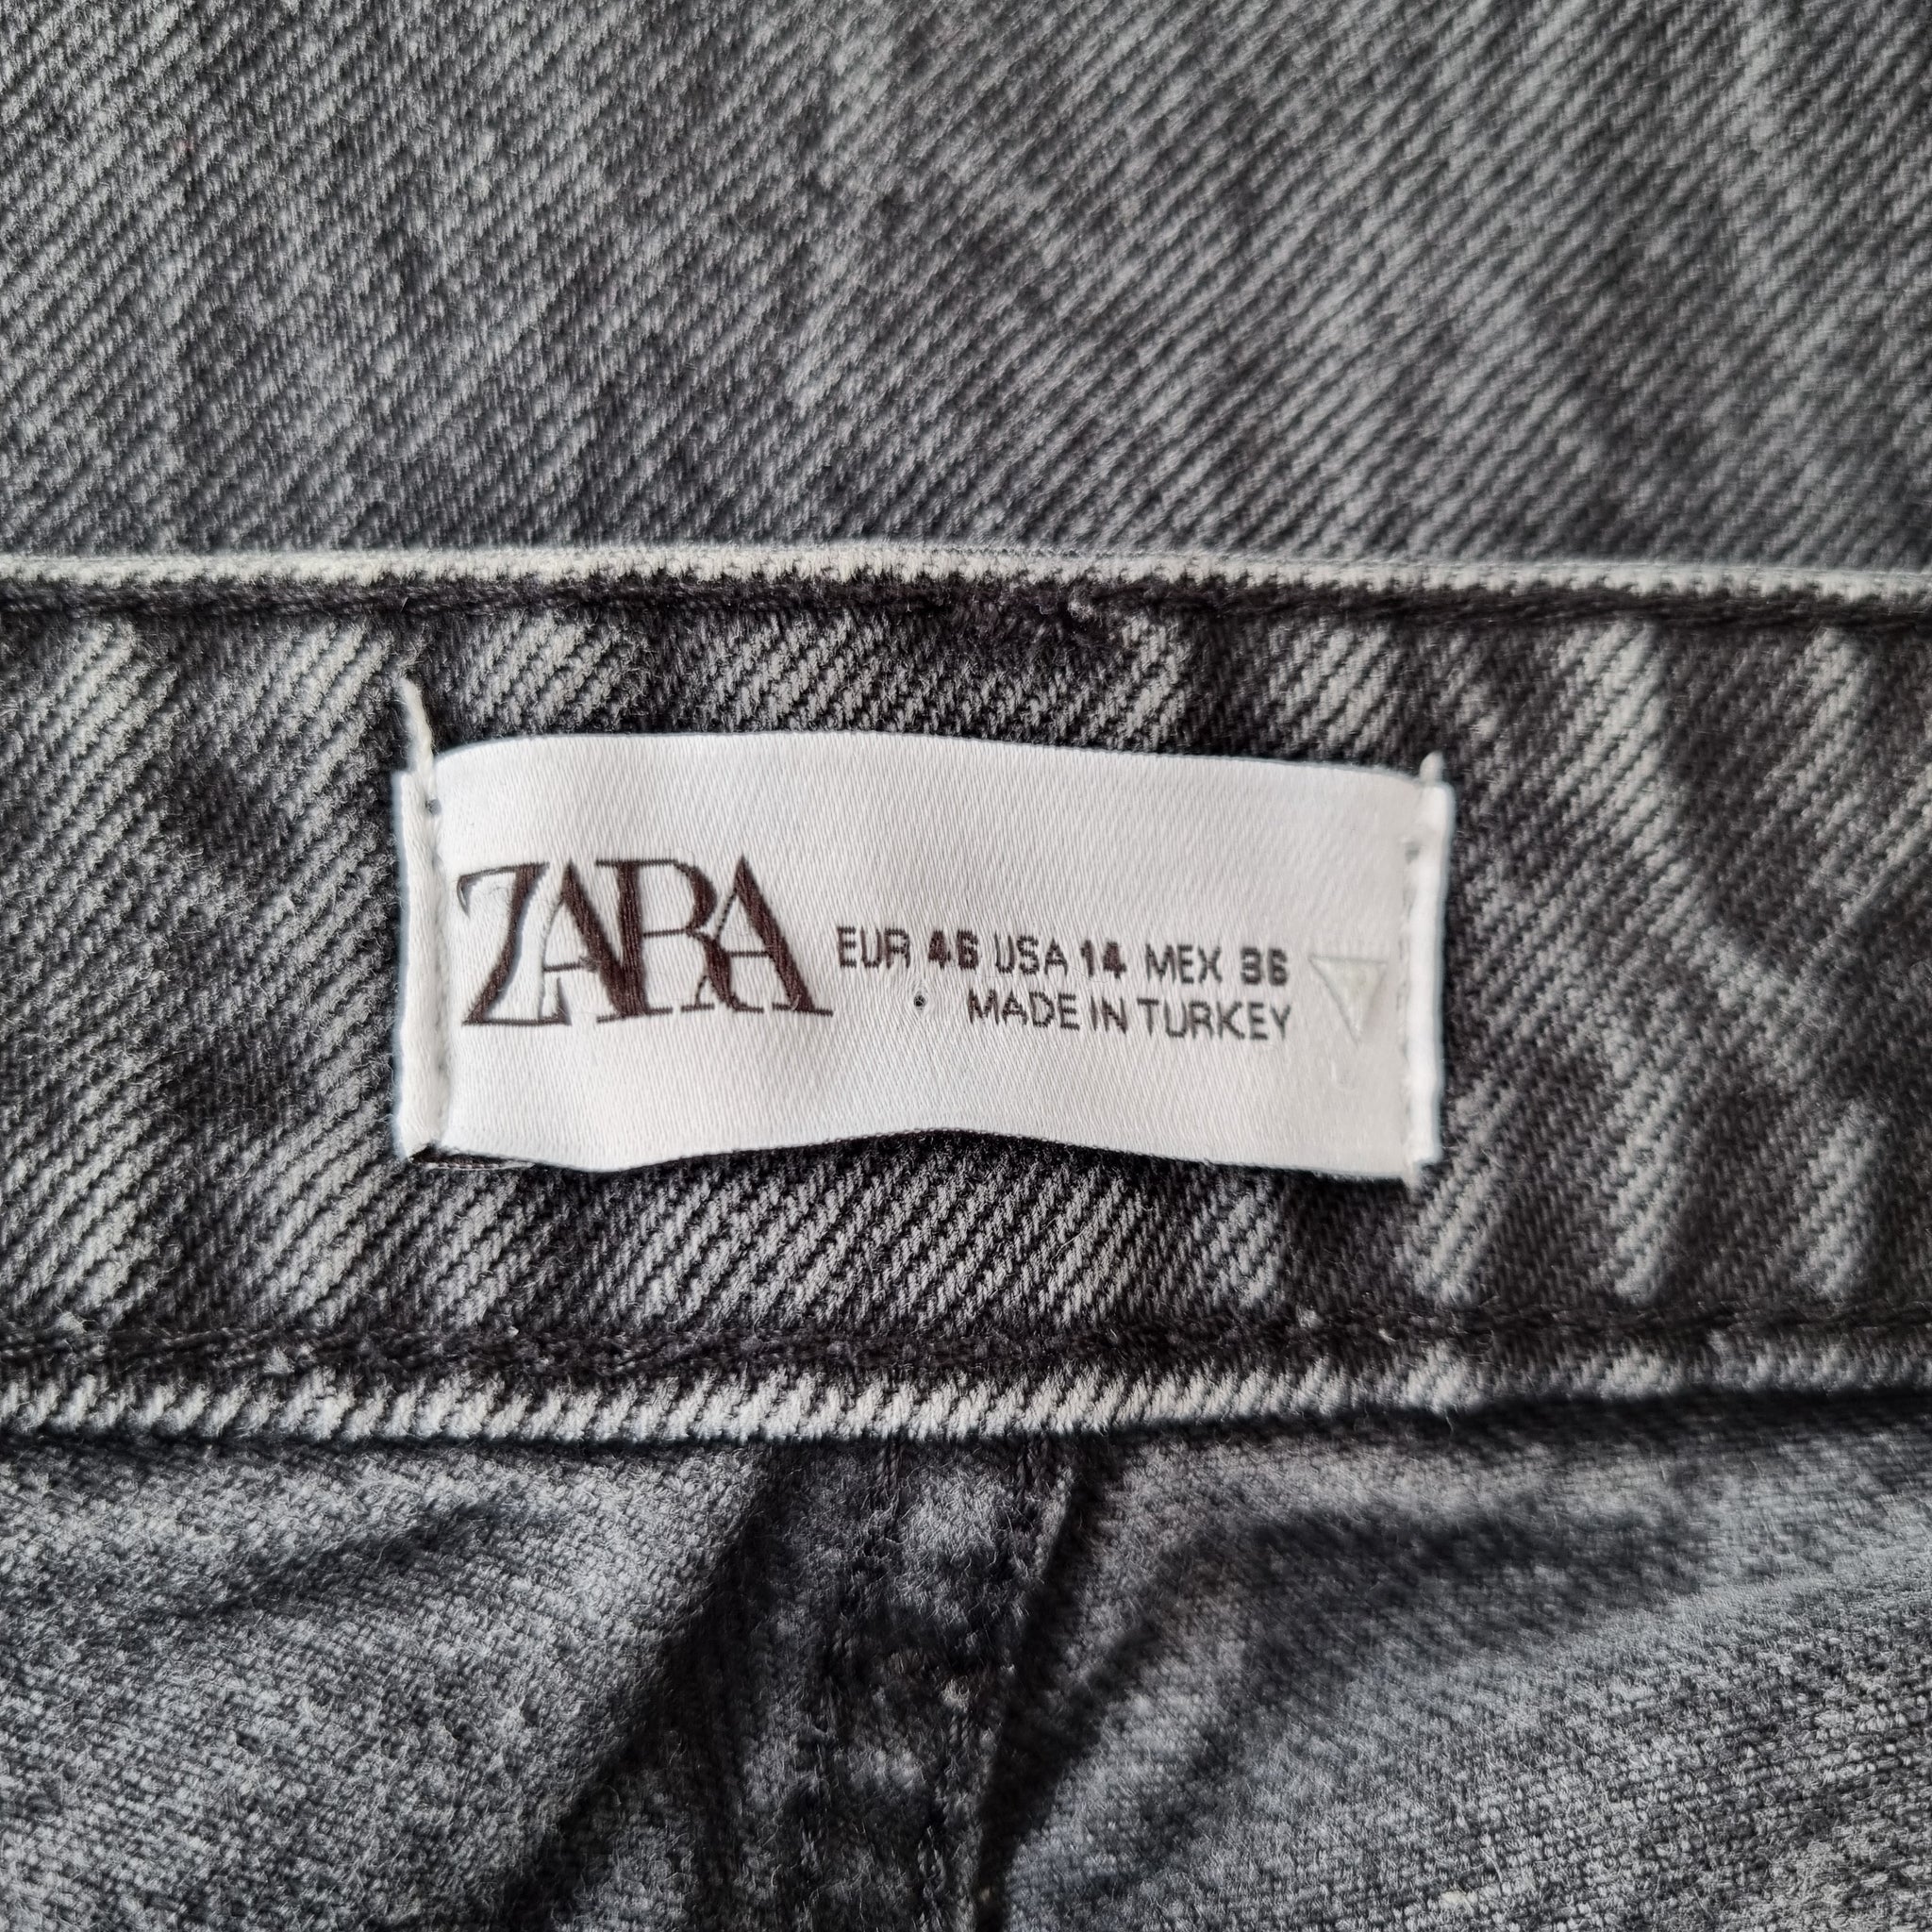 ZARA
EUR 46 USA 14 MEX 36
MADE IN TURKEY